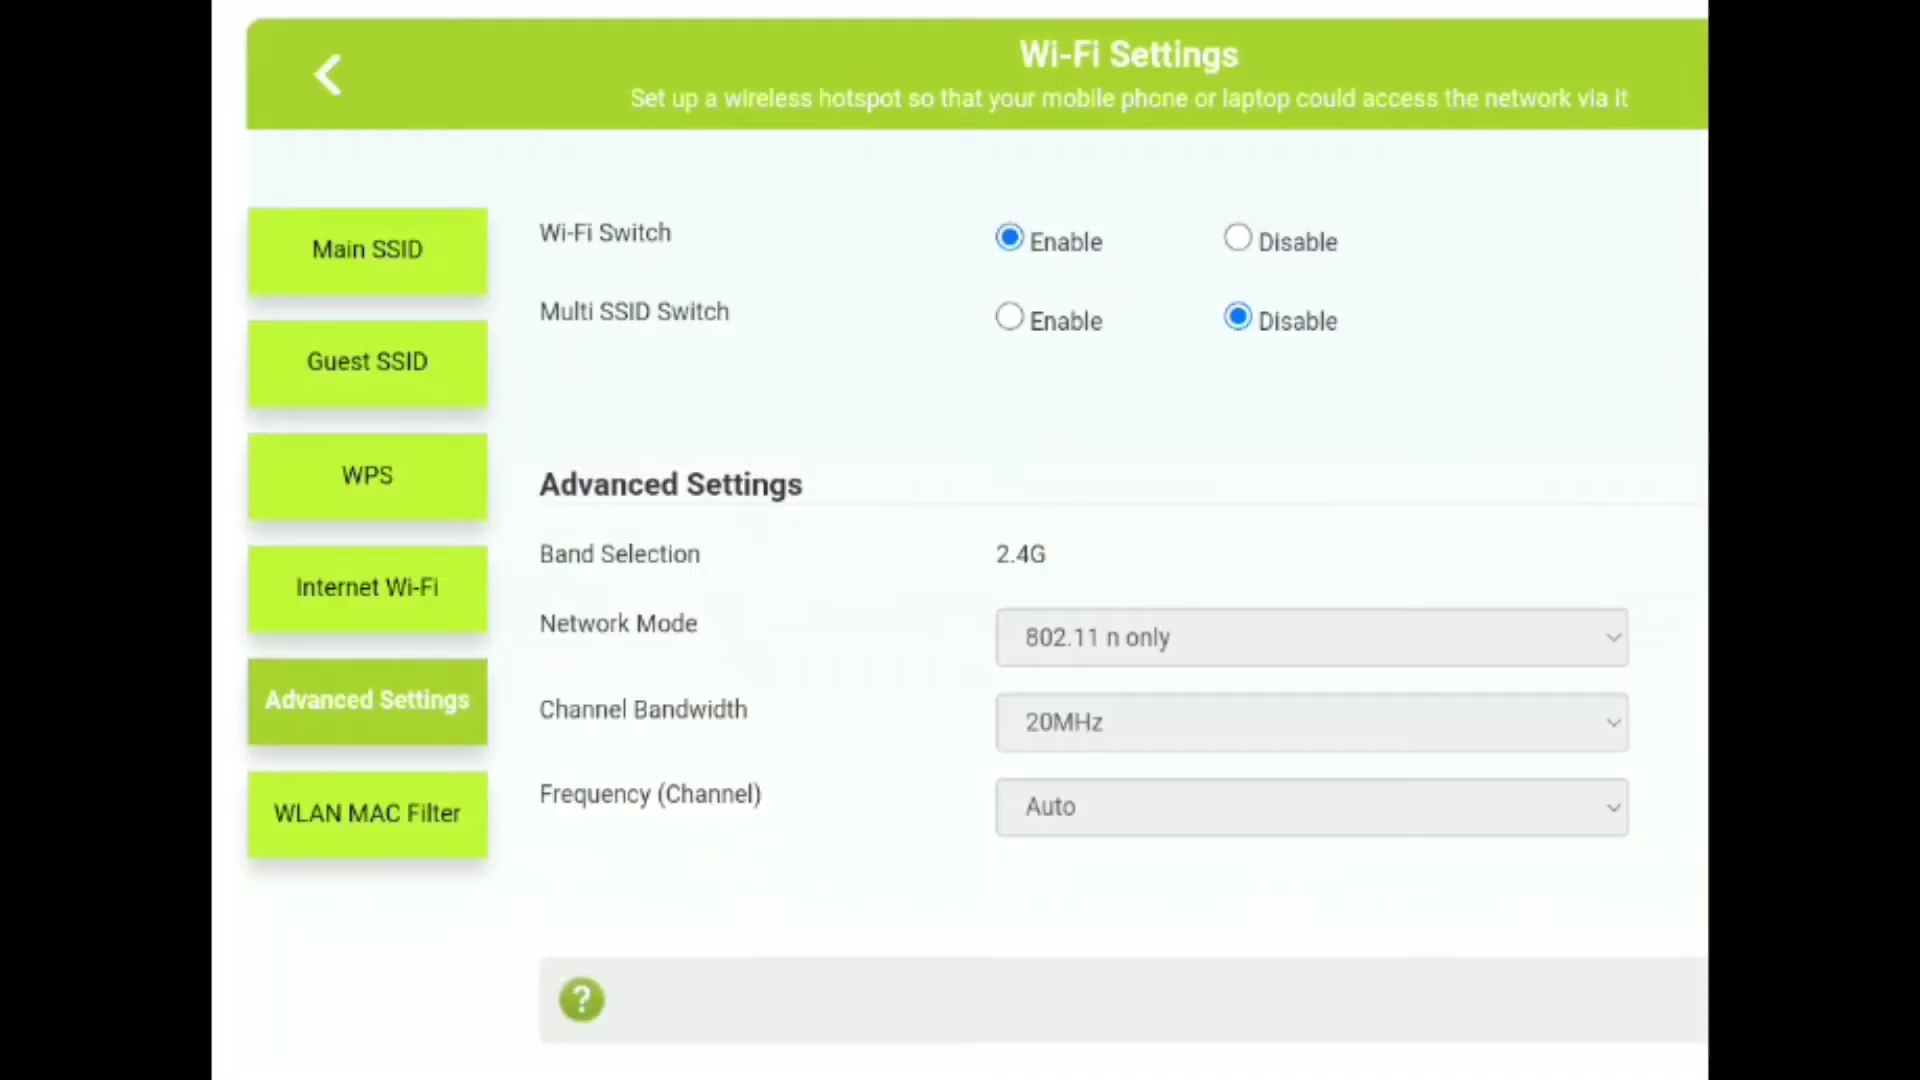 Wi-Fi Settings
Set up a wireless hotspot so that your mobile phone or laptop could access the network via it
Main SSID
Guest SSID
WPS
Internet Wi-Fi
Advanced Settings
WLAN MAC Filter
Wi-Fi Switch Enable Disable
Multi SSID Switch Enable Disable
Advanced Settings
Band Selection 2.4G
Network Mode 802.11 n only
Channel Bandwidth 20MHz
Frequency (Channel) Auto
?